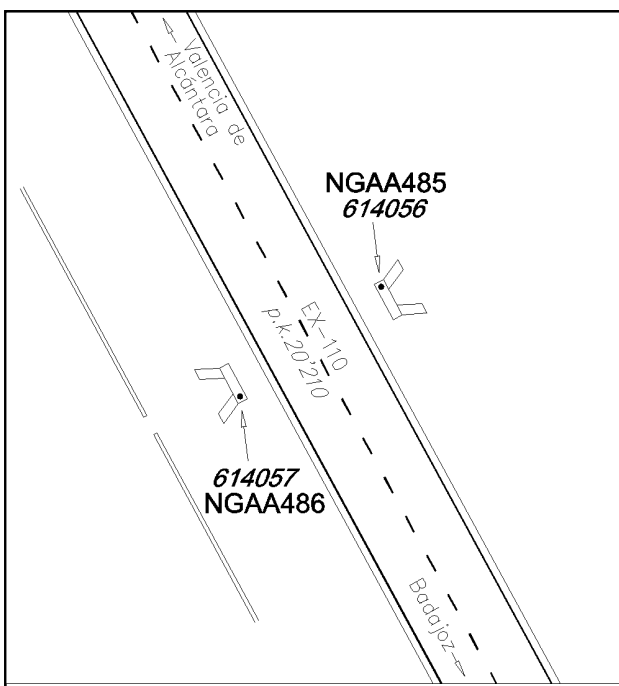 Valencia de
Alcántara
NGAA485
614056
EX-110
p.k.20'210
614057
NGAA486
Badajoz